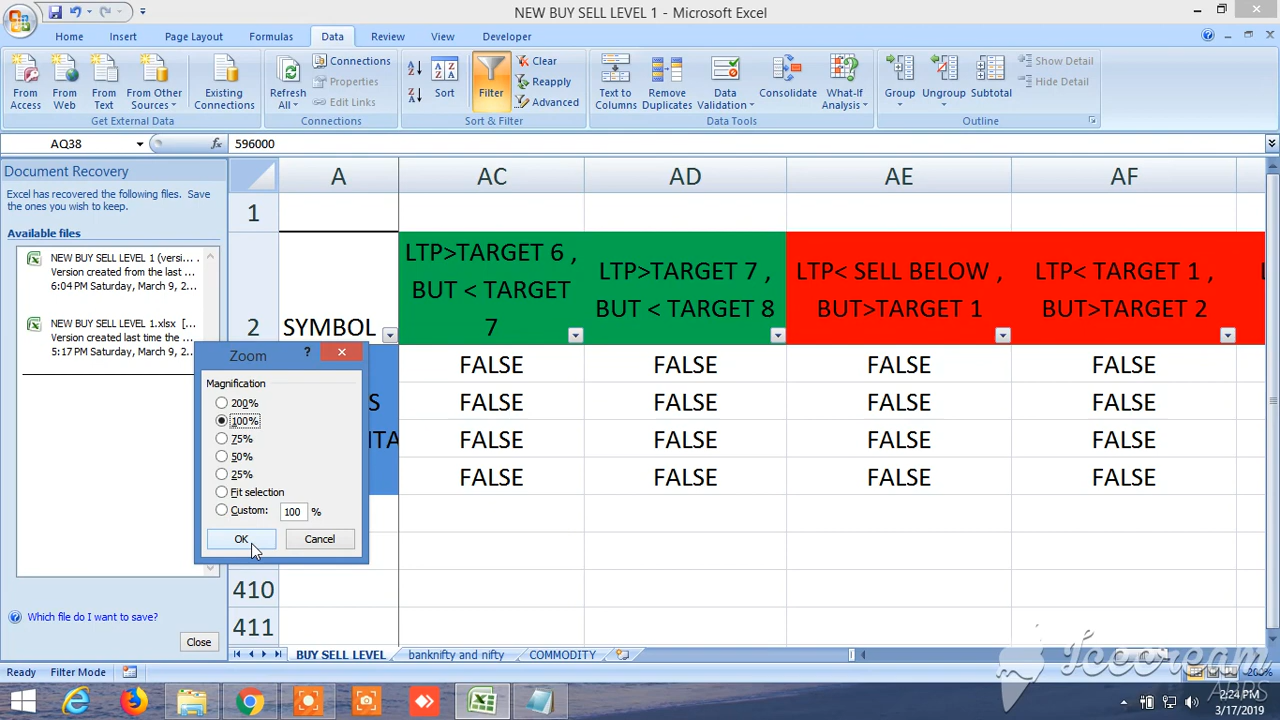 NEW BUY SELL LEVEL 1 - Microsoft Excel
Home Insert Page Layout Formulas Data Review View Developer
From Access
From Web
From Text
From Other Sources
Existing Connections
Get External Data
Refresh All
Connections
Properties
Edit Links
Connections
Sort
Filter
Clear
Reapply
Advanced
Sort & Filter
Text to Columns
Remove Duplicates
Data Validation
Consolidate
What-If Analysis
Data Tools
Group
Ungroup
Subtotal
Show Detail
Hide Detail
Outline
AQ38 fx 596000
Document Recovery
Excel has recovered the following files. Save
the ones you wish to keep.
Available files
NEW BUY SELL LEVEL 1 (versi...
Version created from the last ...
6:04 PM Saturday, March 9, 2...
NEW BUY SELL LEVEL 1.xlsx [...
Version created last time the ...
5:17 PM Saturday, March 9, 2...
Which file do I want to save?
Close
A AC AD AE AF
1
2
SYMBOL
LTP>TARGET 6 ,
BUT < TARGET
7
LTP>TARGET 7 ,
BUT < TARGET 8
LTP< SELL BELOW ,
BUT>TARGET 1
LTP< TARGET 1 ,
BUT>TARGET 2
FALSE FALSE FALSE FALSE
S FALSE FALSE FALSE FALSE
NTA FALSE FALSE FALSE FALSE
FALSE FALSE FALSE FALSE
410
411
Zoom ?
Magnification
200%
100%
75%
50%
25%
Fit selection
Custom: 100 %
OK Cancel
BUY SELL LEVEL banknifty and nifty COMMODITY
Ready Filter Mode 200%
Icecream
APPS
2:24 PM
3/17/2019